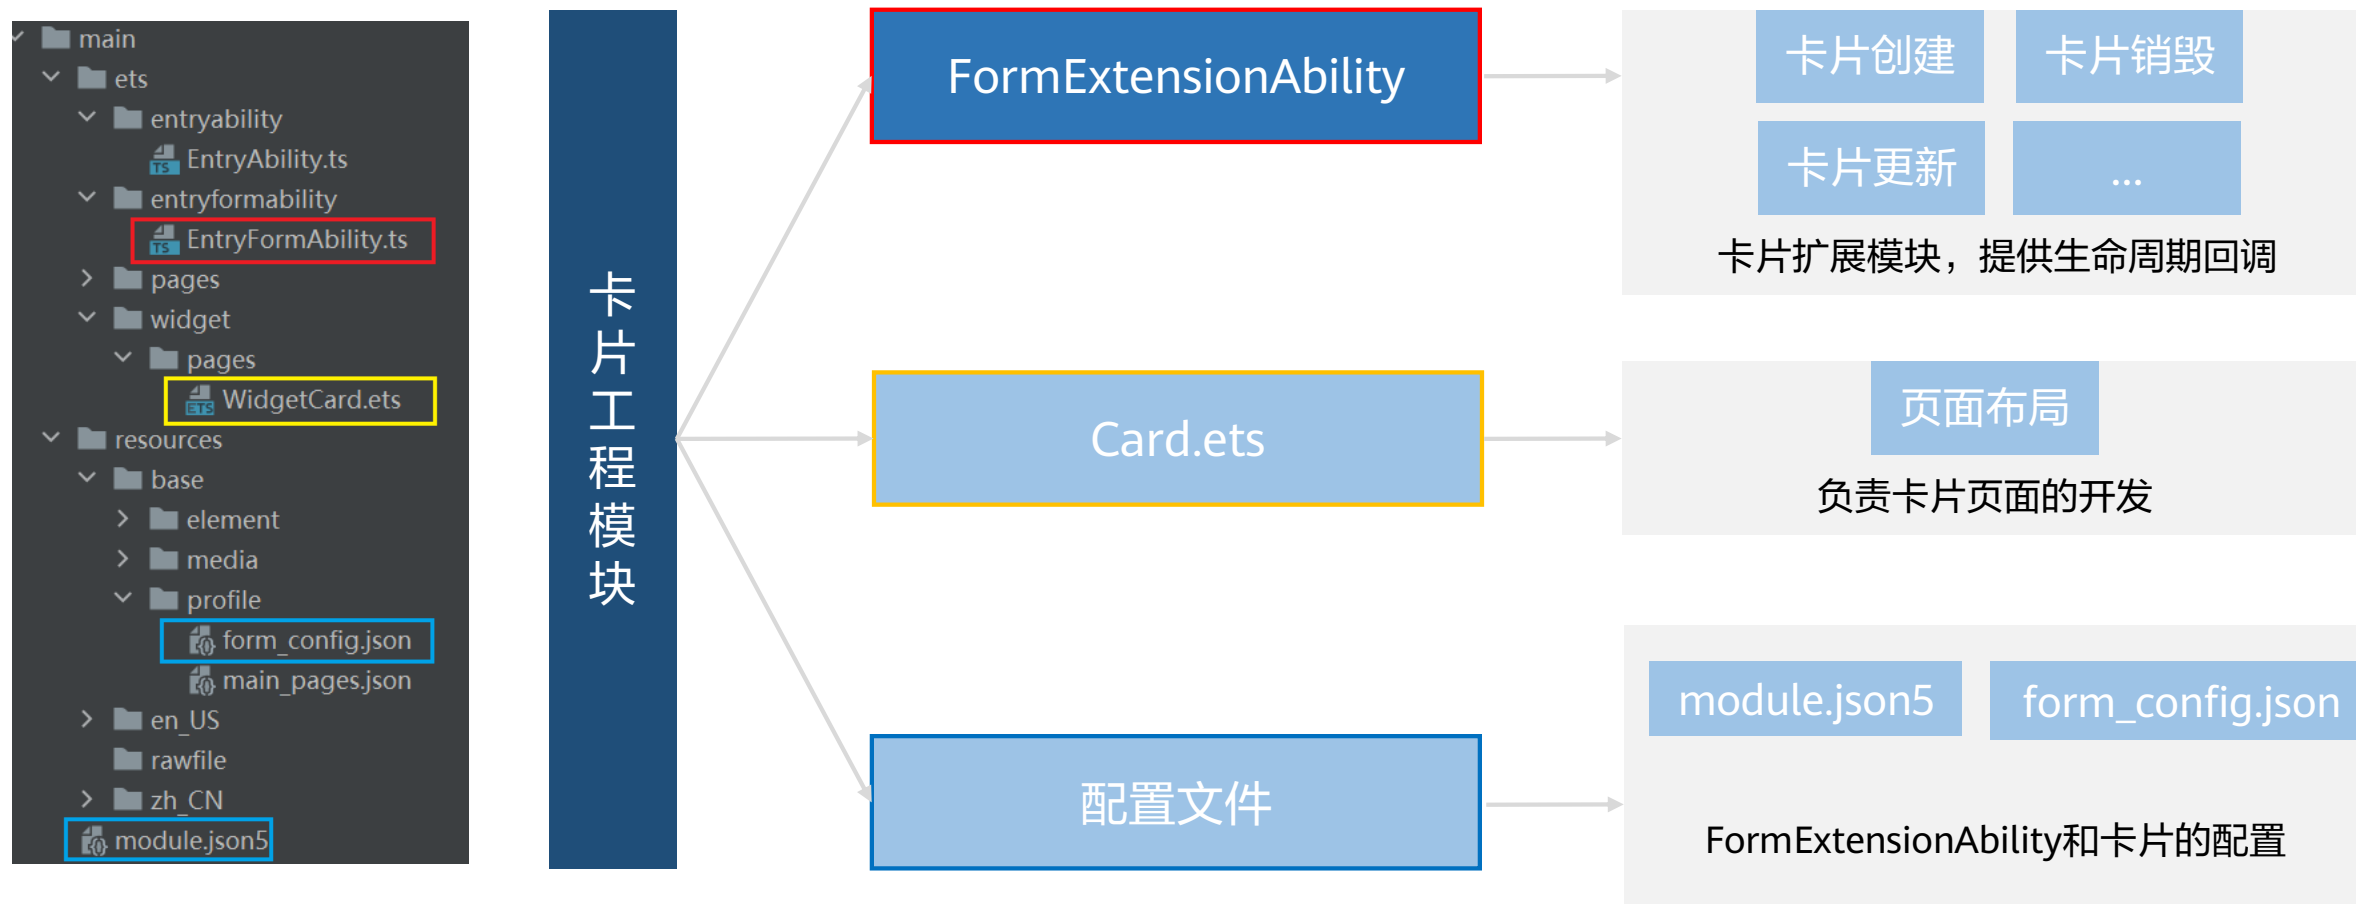 main
ets
entryability
EntryAbility.ts
entryformability
EntryFormAbility.ts
pages
widget
pages
WidgetCard.ets
resources
base
element
media
profile
form_config.json
main_pages.json
en_US
rawfile
zh_CN
module.json5
卡片工程模块
FormExtensionAbility
卡片创建
卡片销毁
卡片更新
...
卡片扩展模块，提供生命周期回调
Card.ets
页面布局
负责卡片页面的开发
配置文件
module.json5
form_config.json
FormExtensionAbility和卡片的配置